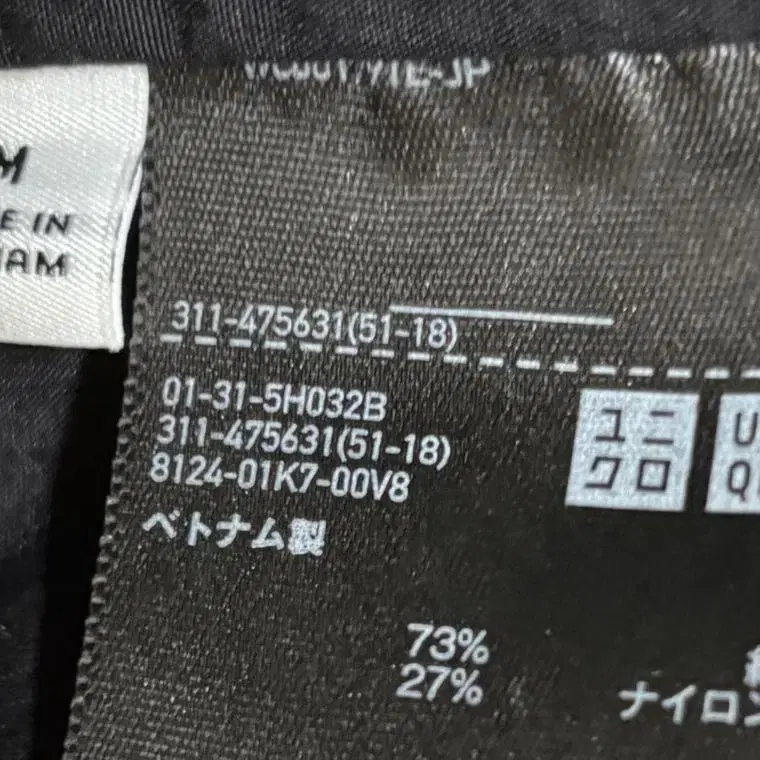 M
E IN
AM
311-475631(51-18)
01-31-5H032B
311-475631(51-18)
8124-01K7-00V8
ベトナム製
ユニ
クロ
U
Q
73%
27%
ナイロン